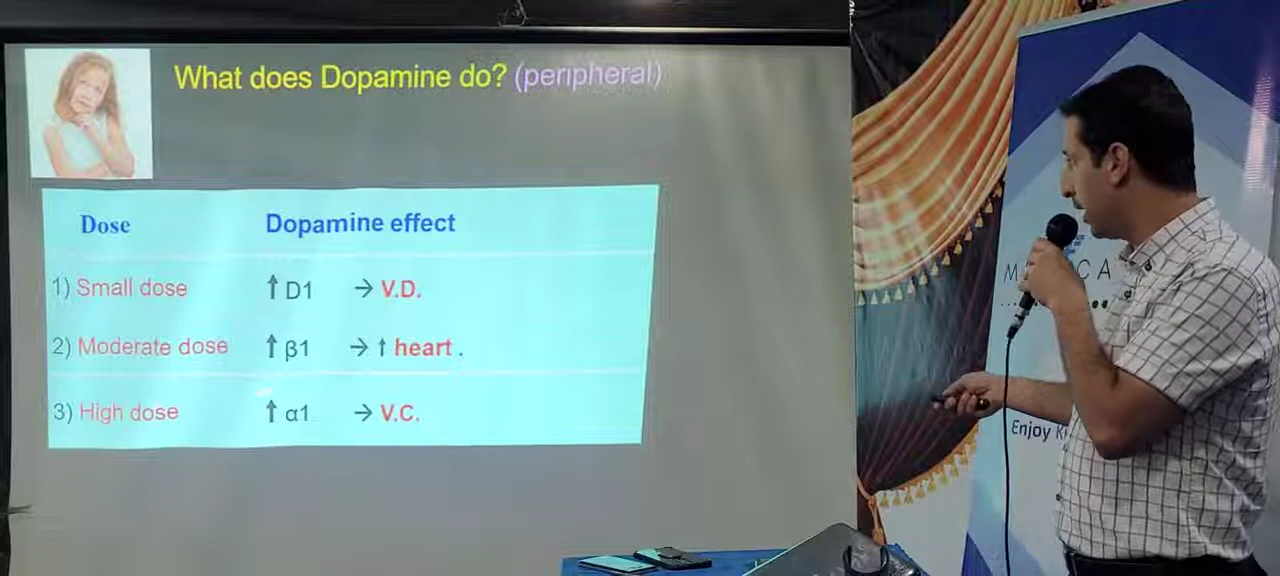 What does Dopamine do? (peripheral)
Dose Dopamine effect
1) Small dose ↑ D1 → V.D.
2) Moderate dose ↑ β1 → ↑ heart .
3) High dose ↑ α1 → V.C.
Enjoy